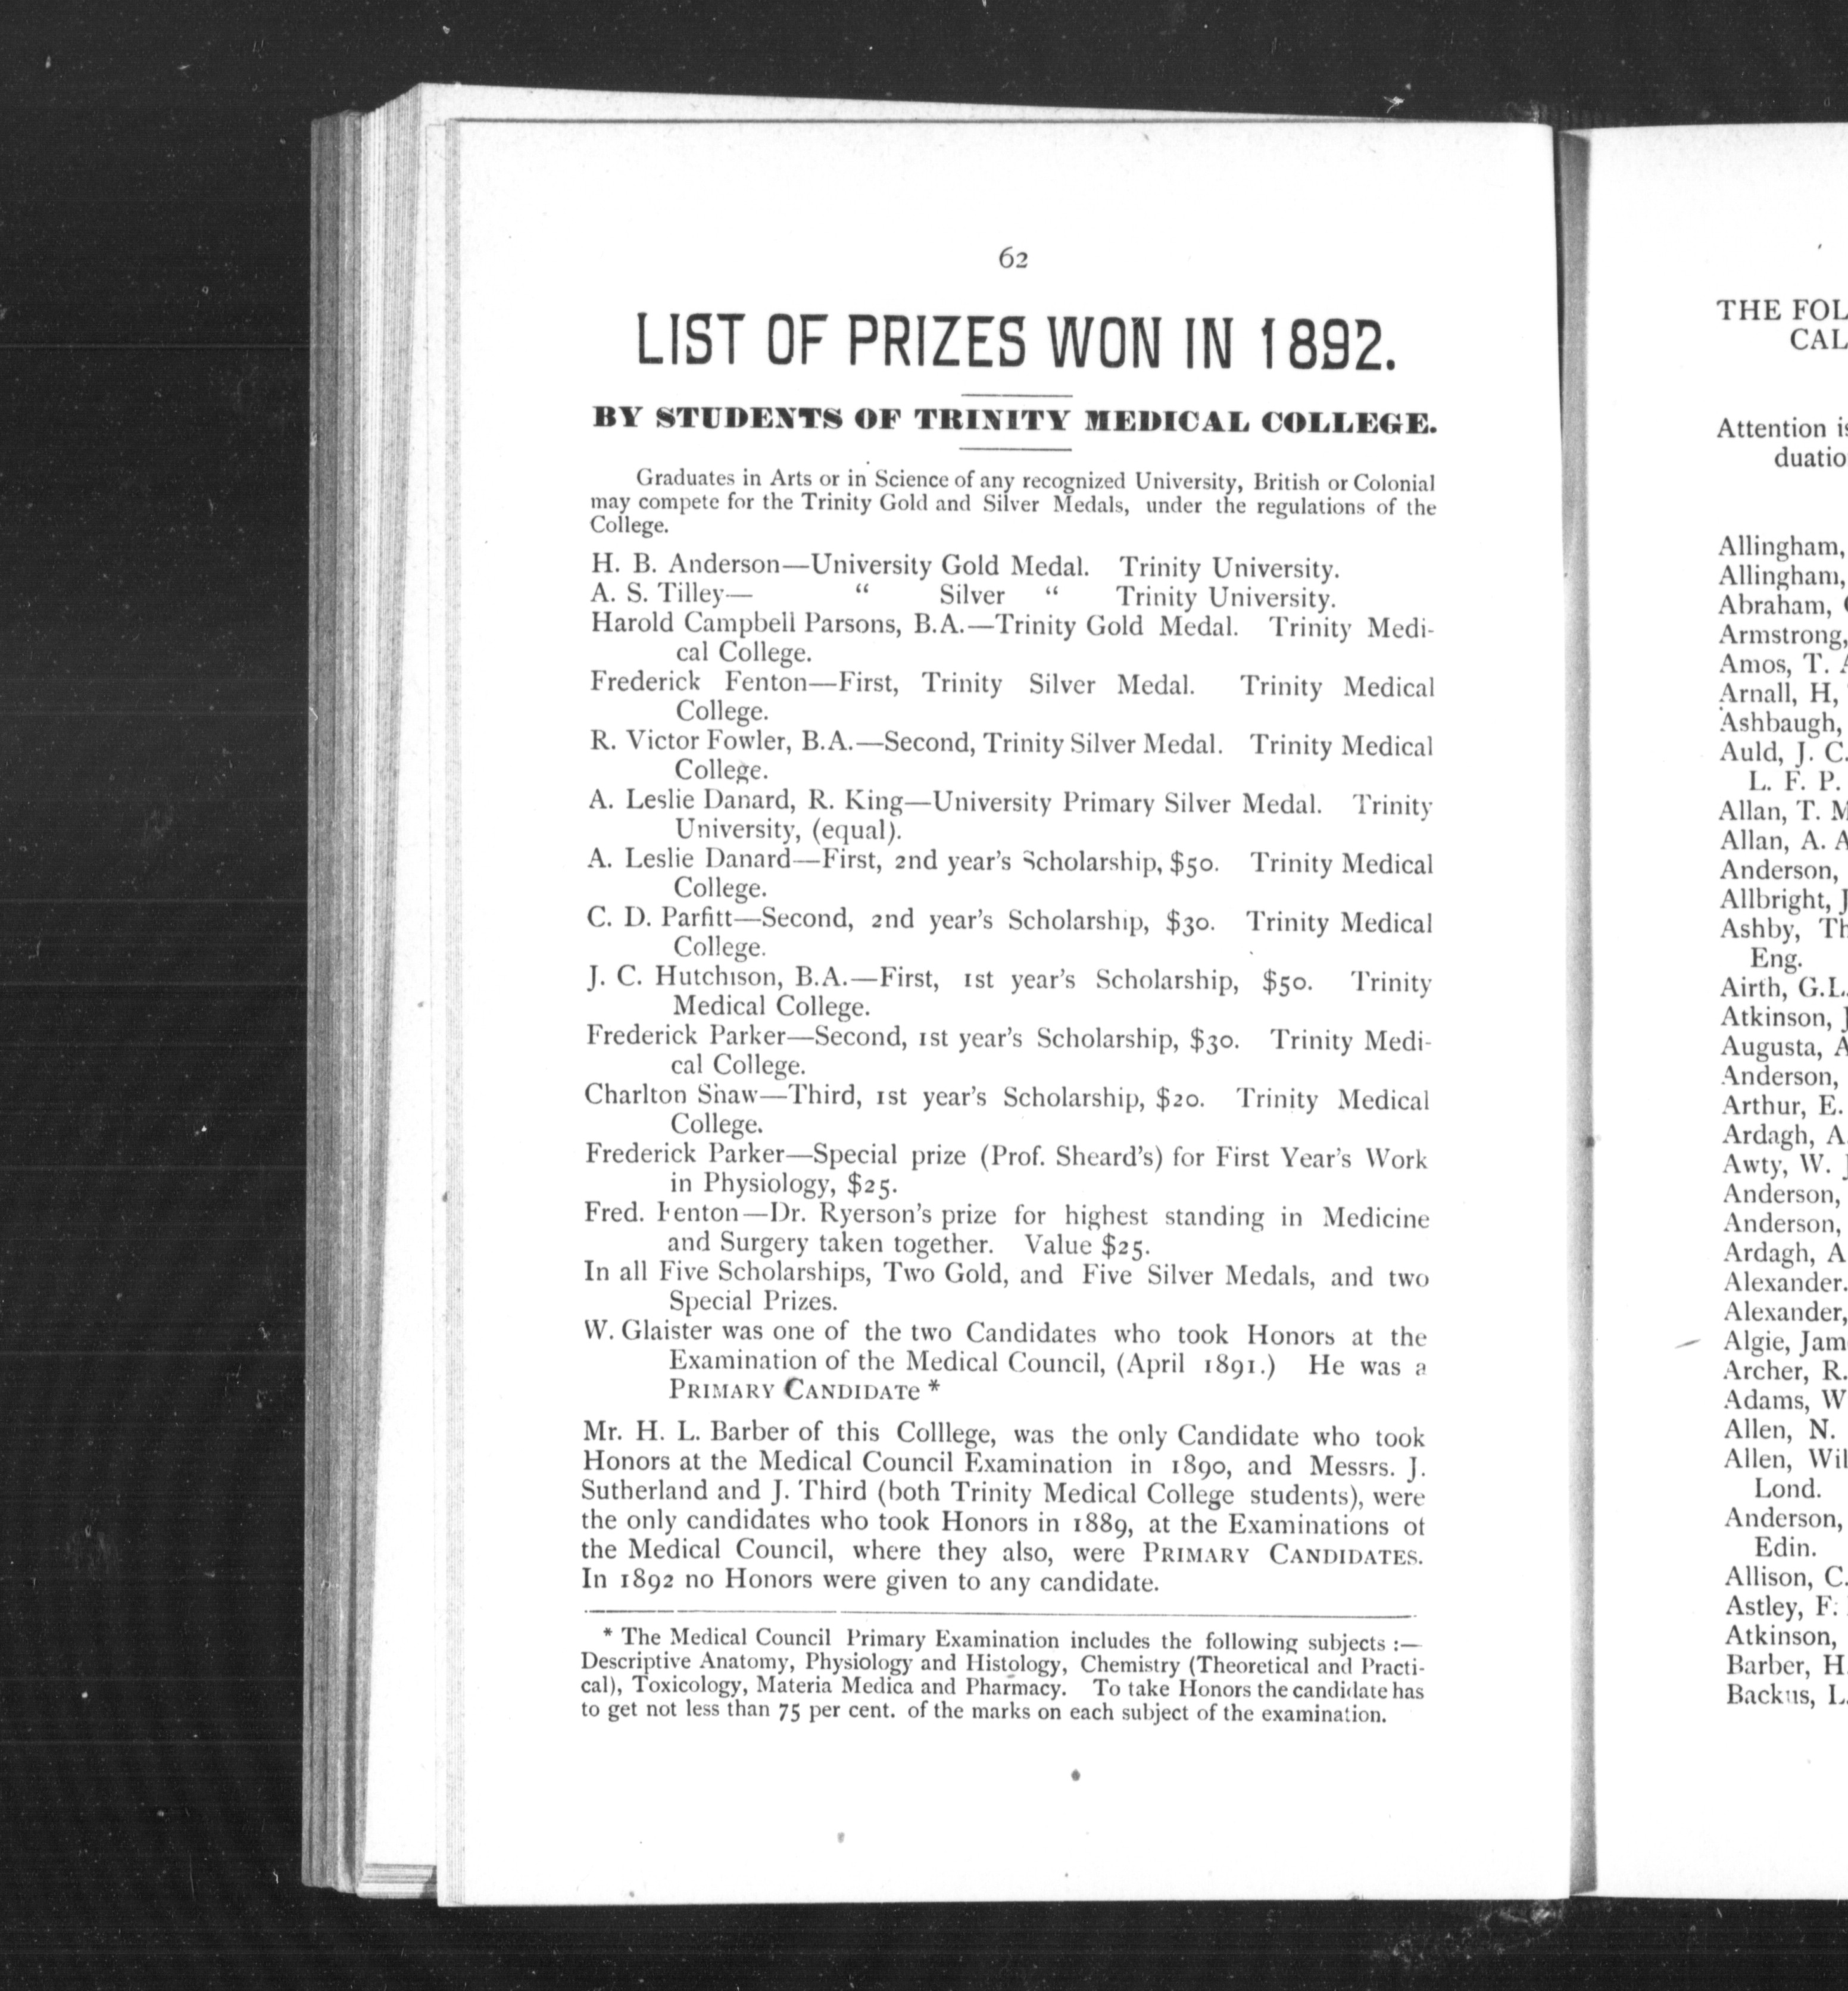 62
LIST OF PRIZES WON IN 1892.
BY STUDENTS OF TRINITY MEDICAL COLLEGE.
Graduates in Arts or in Science of any recognized University, British or Colonial
may compete for the Trinity Gold and Silver Medals, under the regulations of the
College.
H. B. Anderson—University Gold Medal. Trinity University.
A. S. Tilley— “ Silver “ Trinity University.
Harold Campbell Parsons, B.A.—Trinity Gold Medal. Trinity Medi-
cal College.
Frederick Fenton—First, Trinity Silver Medal. Trinity Medical
College.
R. Victor Fowler, B.A.—Second, Trinity Silver Medal. Trinity Medical
College.
A. Leslie Danard, R. King—University Primary Silver Medal. Trinity
University, (equal).
A. Leslie Danard—First, 2nd year's Scholarship, $50. Trinity Medical
College.
C. D. Parfitt—Second, 2nd year's Scholarship, $30. Trinity Medical
College.
J. C. Hutchison, B.A.—First, 1st year's Scholarship, $50. Trinity
Medical College.
Frederick Parker—Second, 1st year's Scholarship, $30. Trinity Medi-
cal College.
Charlton Shaw—Third, 1st year's Scholarship, $20. Trinity Medical
College.
Frederick Parker—Special prize (Prof. Sheard's) for First Year's Work
in Physiology, $25.
Fred. Fenton—Dr. Ryerson's prize for highest standing in Medicine
and Surgery taken together. Value $25.
In all Five Scholarships, Two Gold, and Five Silver Medals, and two
Special Prizes.
W. Glaister was one of the two Candidates who took Honors at the
Examination of the Medical Council, (April 1891.) He was a
PRIMARY CANDIDATE *
Mr. H. L. Barber of this Colllege, was the only Candidate who took
Honors at the Medical Council Examination in 1890, and Messrs. J.
Sutherland and J. Third (both Trinity Medical College students), were
the only candidates who took Honors in 1889, at the Examinations of
the Medical Council, where they also, were PRIMARY CANDIDATES.
In 1892 no Honors were given to any candidate.
* The Medical Council Primary Examination includes the following subjects :—
Descriptive Anatomy, Physiology and Histology, Chemistry (Theoretical and Practi-
cal), Toxicology, Materia Medica and Pharmacy. To take Honors the candidate has
to get not less than 75 per cent. of the marks on each subject of the examination.
THE FOL
CAL
Attention is
duatio
Allingham,
Allingham,
Abraham,
Armstrong,
Amos, T.
Arnall, H,
Ashbaugh,
Auld, J. C.
L. F. P.
Allan, T. M
Allan, A. A
Anderson,
Allbright, J
Ashby, Th
Eng.
Airth, G.L.
Atkinson, J
Augusta, A
Anderson,
Arthur, E.
Ardagh, A
Awty, W. J
Anderson,
Anderson,
Ardagh, A
Alexander.
Alexander,
Algie, Jam
Archer, R.
Adams, W
Allen, N.
Allen, Wil
Lond.
Anderson,
Edin.
Allison, C.
Astley, F.
Atkinson,
Barber, H
Backus, L.